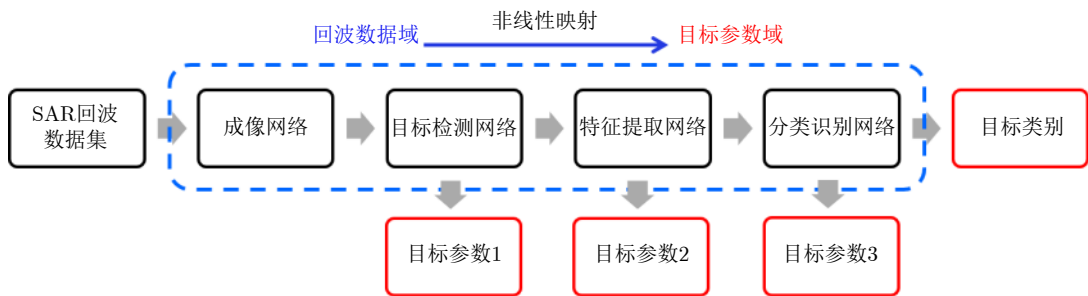 非线性映射
回波数据域
目标参数域
SAR回波
数据集
成像网络
目标检测网络
特征提取网络
分类识别网络
目标类别
目标参数1
目标参数2
目标参数3